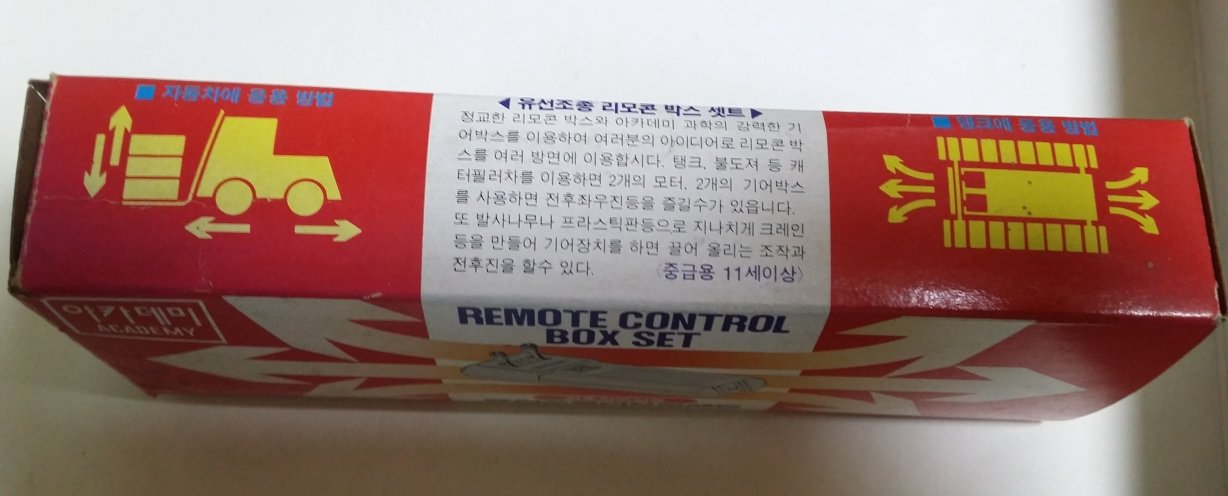 ■ 자동차에 응용 방법
◀ 유선조종 리모콘 박스 셋트 ▶
정교한 리모콘 박스와 아카데미 과학의 강력한 기
어박스를 이용하여 여러분의 아이디어로 리모콘 박
스를 여러 방면에 이용합시다. 탱크, 불도져 등 캐
터필러차를 이용하면 2개의 모터, 2개의 기어박스
를 사용하면 전후좌우진등을 즐길수가 있읍니다.
또 발사나무나 프라스틱판등으로 지나치게 크레인
등을 만들어 기어장치를 하면 끌어 올리는 조작과
전후진을 할수 있다. 〈중급용 11세이상〉
■ 탱크에 응용 방법
아카데미
ACADEMY
REMOTE CONTROL
BOX SET